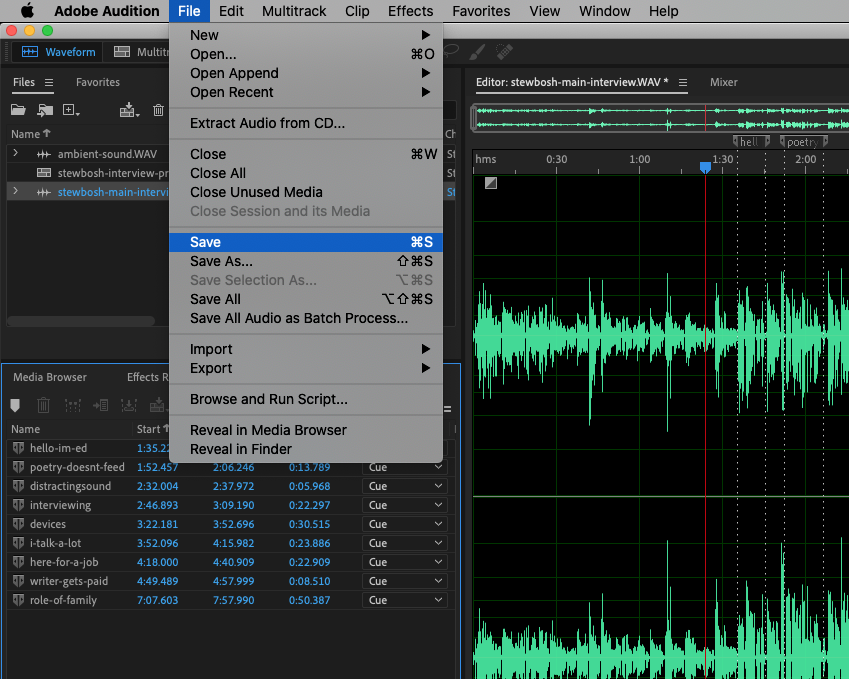 Adobe Audition File Edit Multitrack Clip Effects Favorites View Window Help
Waveform
Files Favorites
Name
ambient-sound.WAV
stewbosh-interview-pr
stewbosh-main-intervi
New
Open... ⌘O
Open Append
Open Recent
Extract Audio from CD...
Close ⌘W
Close All
Close Unused Media
Close Session and its Media
Save ⌘S
Save As... ⇧⌘S
Save Selection As... ⌥⌘S
Save All ⌥⇧⌘S
Save All Audio as Batch Process...
Import
Export
Browse and Run Script...
Reveal in Media Browser
Reveal in Finder
Editor: stewbosh-main-interview.WAV * Mixer
hell poetry
hms 0:30 1:00 1:30 2:00
Media Browser Effects R
Name Start
hello-im-ed
poetry-doesnt-feed 1:52.457 2:06.246 0:13.789 Cue
distractingsound 2:32.004 2:37.972 0:05.968 Cue
interviewing 2:46.893 3:09.190 0:22.297 Cue
devices 3:22.181 3:52.696 0:30.515 Cue
i-talk-a-lot 3:52.096 4:15.982 0:23.886 Cue
here-for-a-job 4:18.000 4:40.909 0:22.909 Cue
writer-gets-paid 4:49.489 4:57.999 0:08.510 Cue
role-of-family 7:07.603 7:57.990 0:50.387 Cue